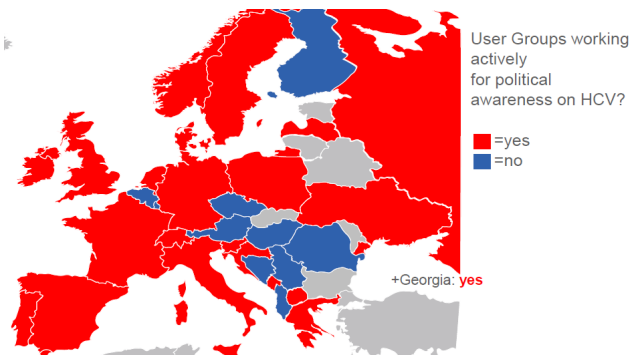 User Groups working
actively
for political
awareness on HCV?
=yes
=no
+Georgia: yes